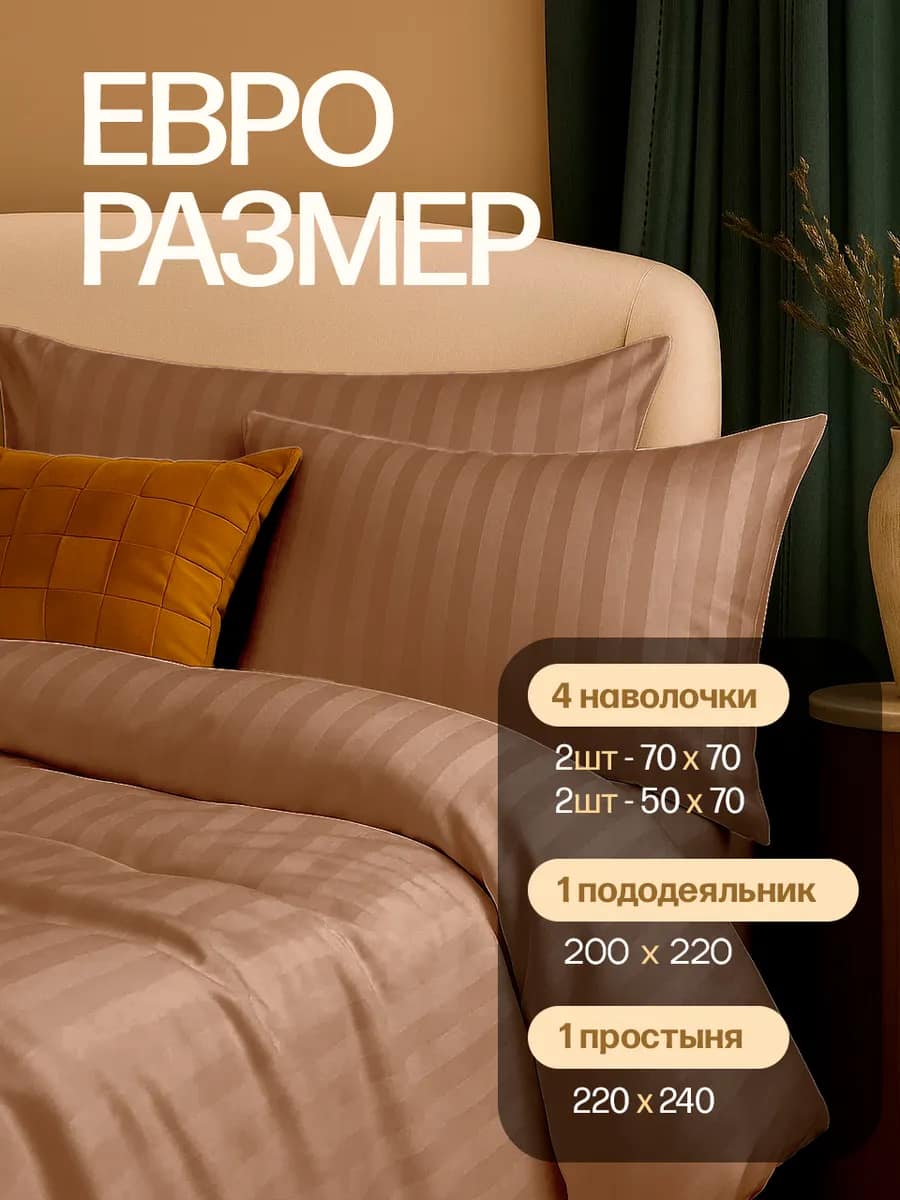 ЕВРО
РАЗМЕР
4 наволочки
2шт - 70 х 70
2шт - 50 х 70
1 пододеяльник
200 х 220
1 простыня
220 х 240